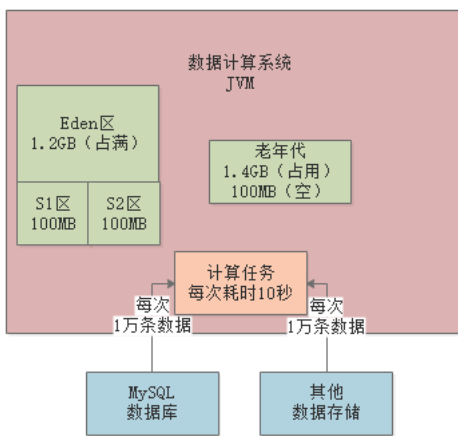 数据计算系统
JVM
Eden区
1.2GB（占满）
S1区
100MB
S2区
100MB
老年代
1.4GB（占用）
100MB（空）
计算任务
每次耗时10秒
每次
1万条数据
每次
1万条数据
MySQL
数据库
其他
数据存储